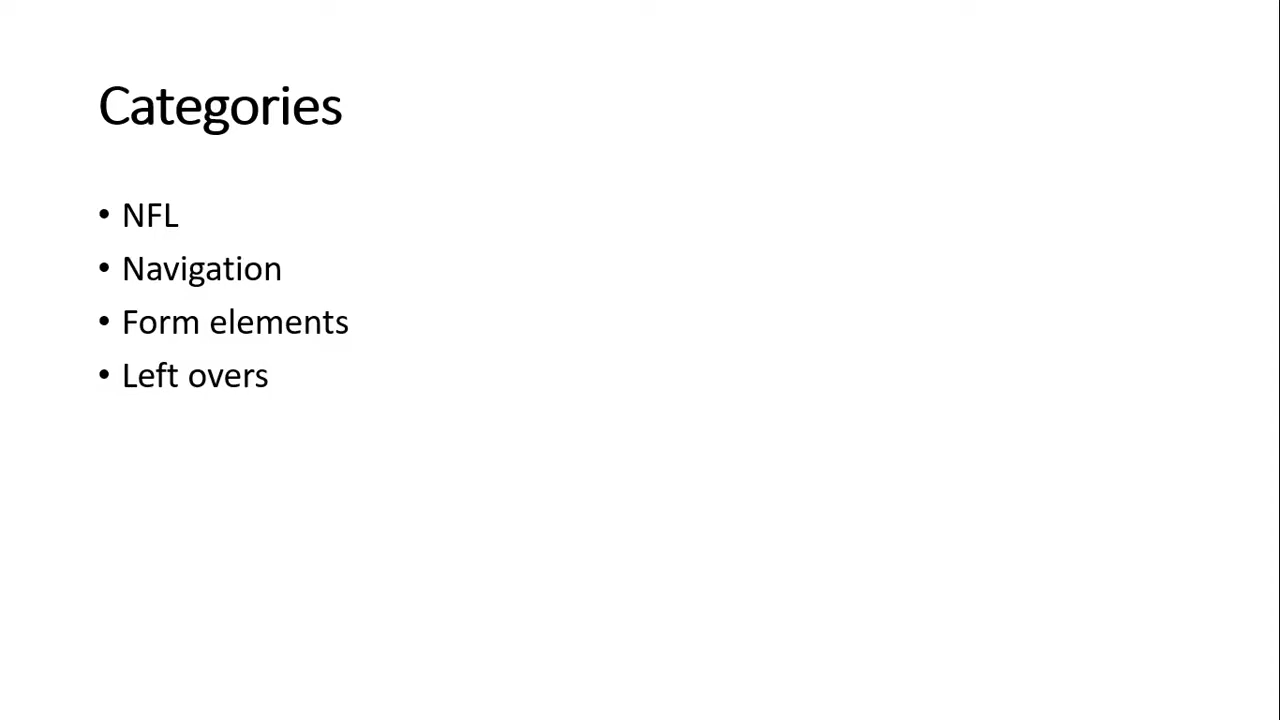 Categories
• NFL
• Navigation
• Form elements
• Left overs